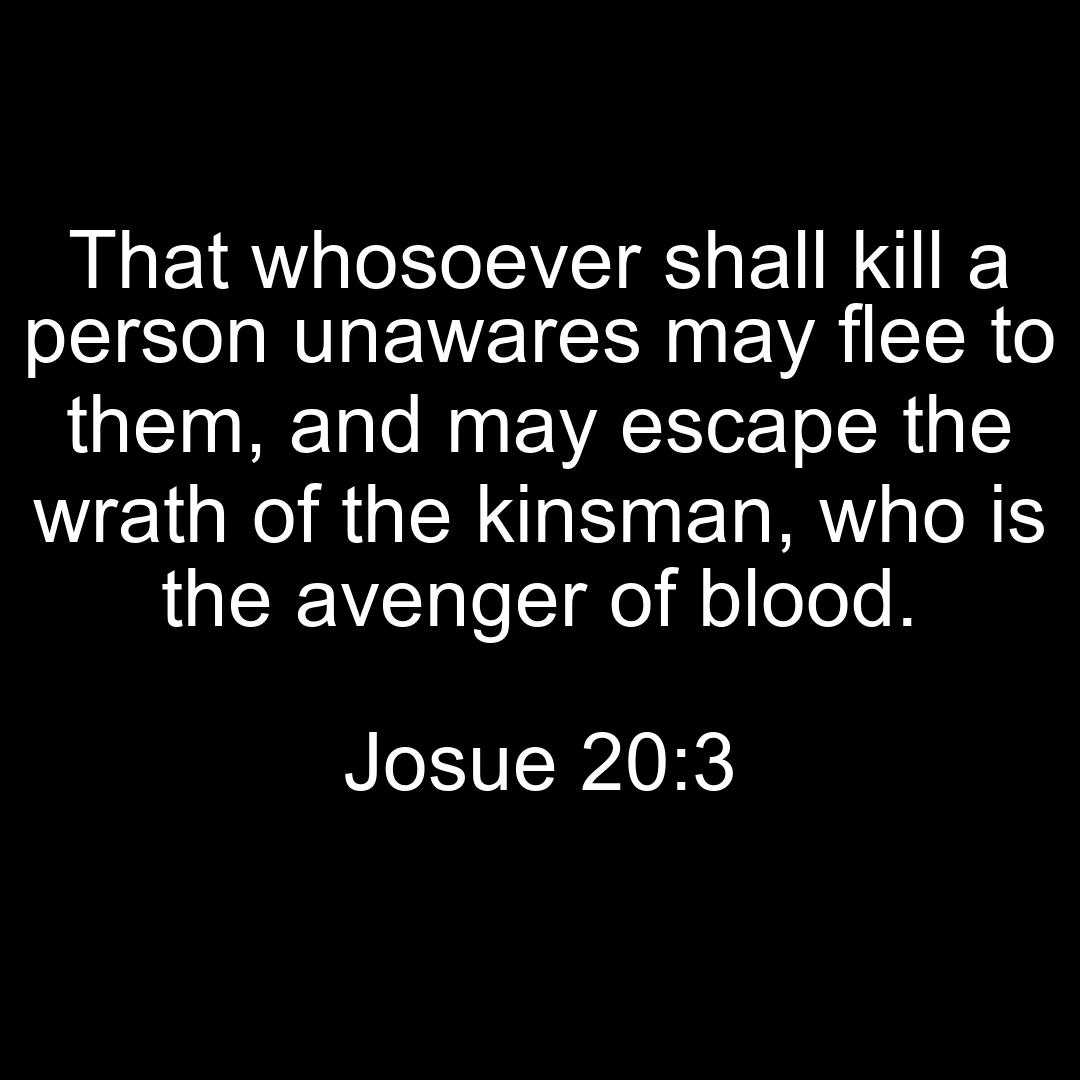 That whosoever shall kill a
person unawares may flee to
them, and may escape the
wrath of the kinsman, who is
the avenger of blood.
Josue 20:3